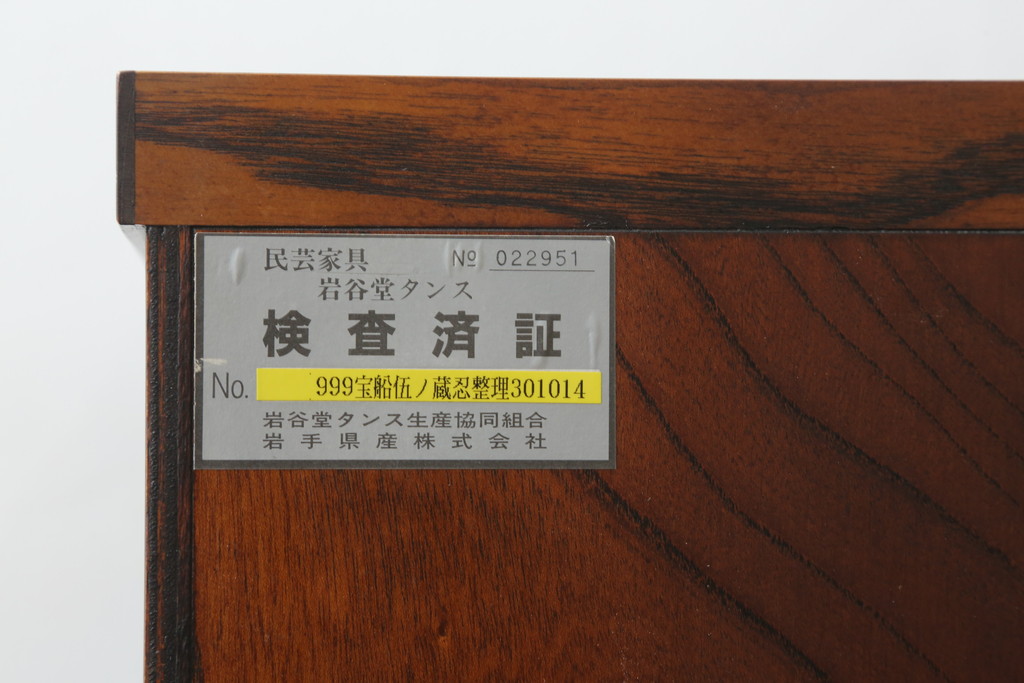 民芸家具 № 022951
岩谷堂タンス
検査済証
No. 999宝船伍ノ蔵忍整理301014
岩谷堂タンス生産協同組合
岩手県産株式会社